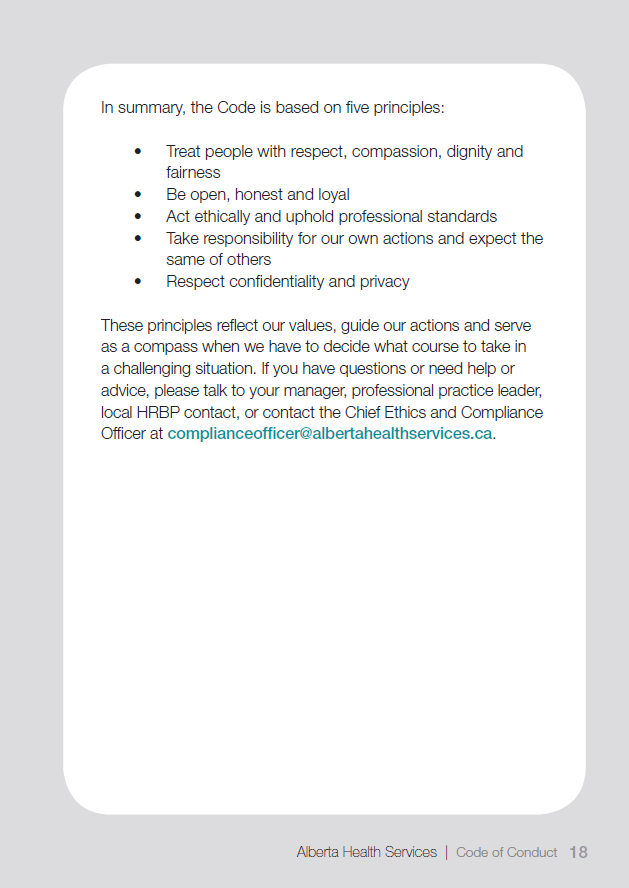 In summary, the Code is based on five principles:
• Treat people with respect, compassion, dignity and
fairness
• Be open, honest and loyal
• Act ethically and uphold professional standards
• Take responsibility for our own actions and expect the
same of others
• Respect confidentiality and privacy
These principles reflect our values, guide our actions and serve
as a compass when we have to decide what course to take in
a challenging situation. If you have questions or need help or
advice, please talk to your manager, professional practice leader,
local HRBP contact, or contact the Chief Ethics and Compliance
Officer at complianceofficer@albertahealthservices.ca.
Alberta Health Services | Code of Conduct 18